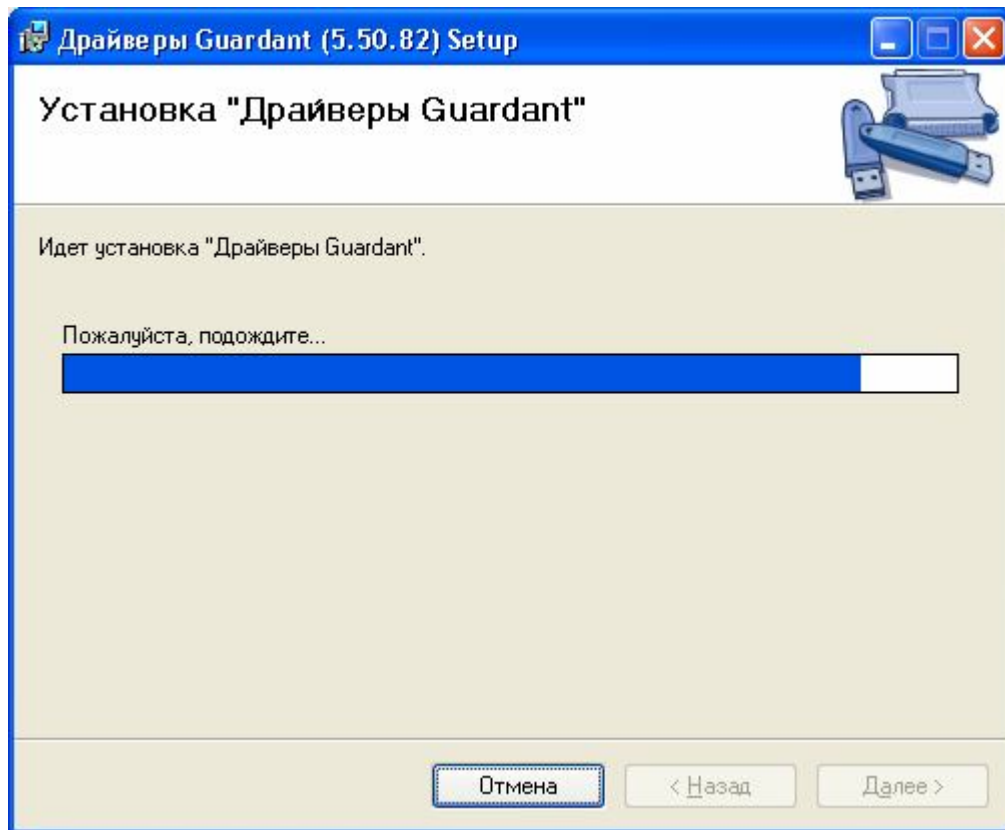 Драйверы Guardant (5.50.82) Setup
Установка "Драйверы Guardant"
Идет установка "Драйверы Guardant".
Пожалуйста, подождите...
Отмена
< Назад
Далее >